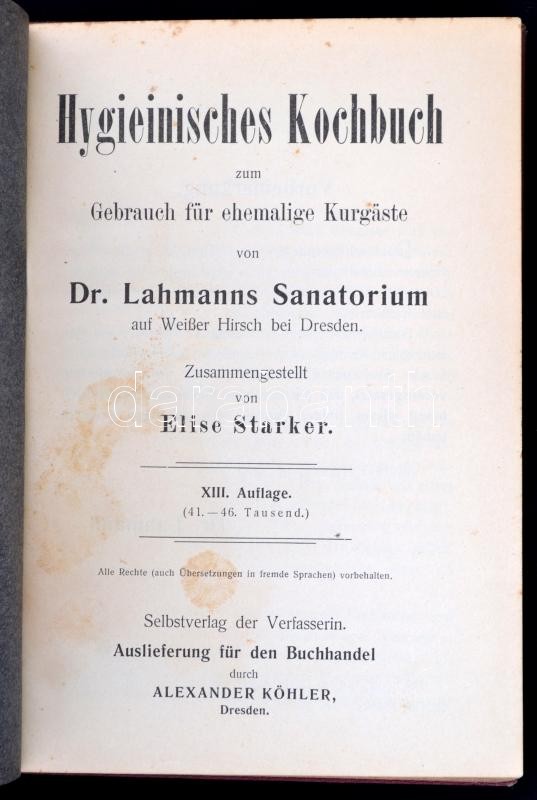 Hygieinisches Kochbuch
zum
Gebrauch für ehemalige Kurgäste
von
Dr. Lahmanns Sanatorium
auf Weißer Hirsch bei Dresden.
Zusammengestellt
von
Elise Starker.
XIII. Auflage.
(41.—46. Tausend.)
Alle Rechte (auch Übersetzungen in fremde Sprachen) vorbehalten.
Selbstverlag der Verfasserin.
Auslieferung für den Buchhandel
durch
ALEXANDER KÖHLER,
Dresden.